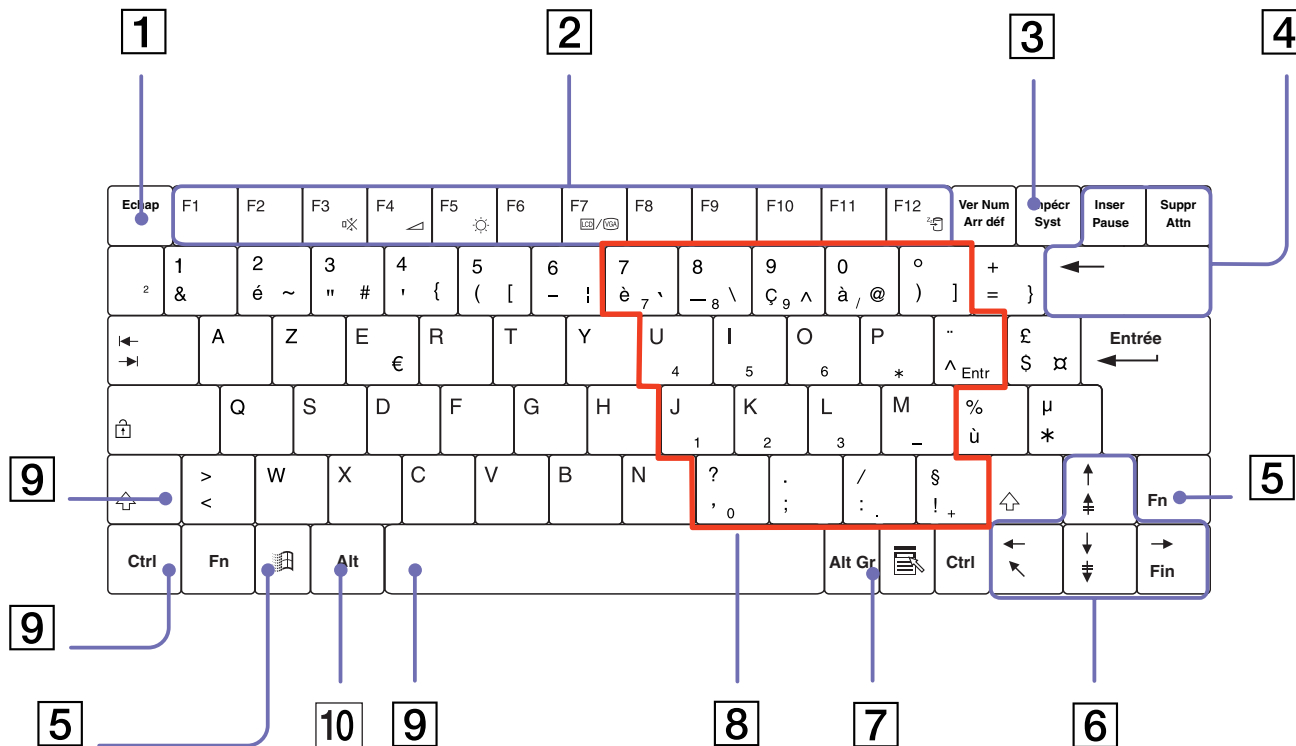 1 2 3 4
Echap F1 F2 F3 F4 F5 F6 F7 LCD/VGA F8 F9 F10 F11 F12 Ver Num Arr déf Syst Inser Pause Suppr Attn
2 1 & 2 é ~ 3 " # 4 ' { 5 ( [ 6 - ¦ 7 è 7 ` 8 _ 8 \ 9 Ç 9 ^ 0 à / @ ° ) ] + = }
A Z E € R T Y U 4 I 5 O 6 P * ¨ ^ Entr £ $ ¤ Entrée
Q S D F G H J 1 K 2 L 3 M - % ù µ *
9 > < W X C V B N ? , 0 . ; / : . § ! + Fn 5
Ctrl Fn Alt Alt Gr Ctrl Fin
9
5 10 9 8 7 6